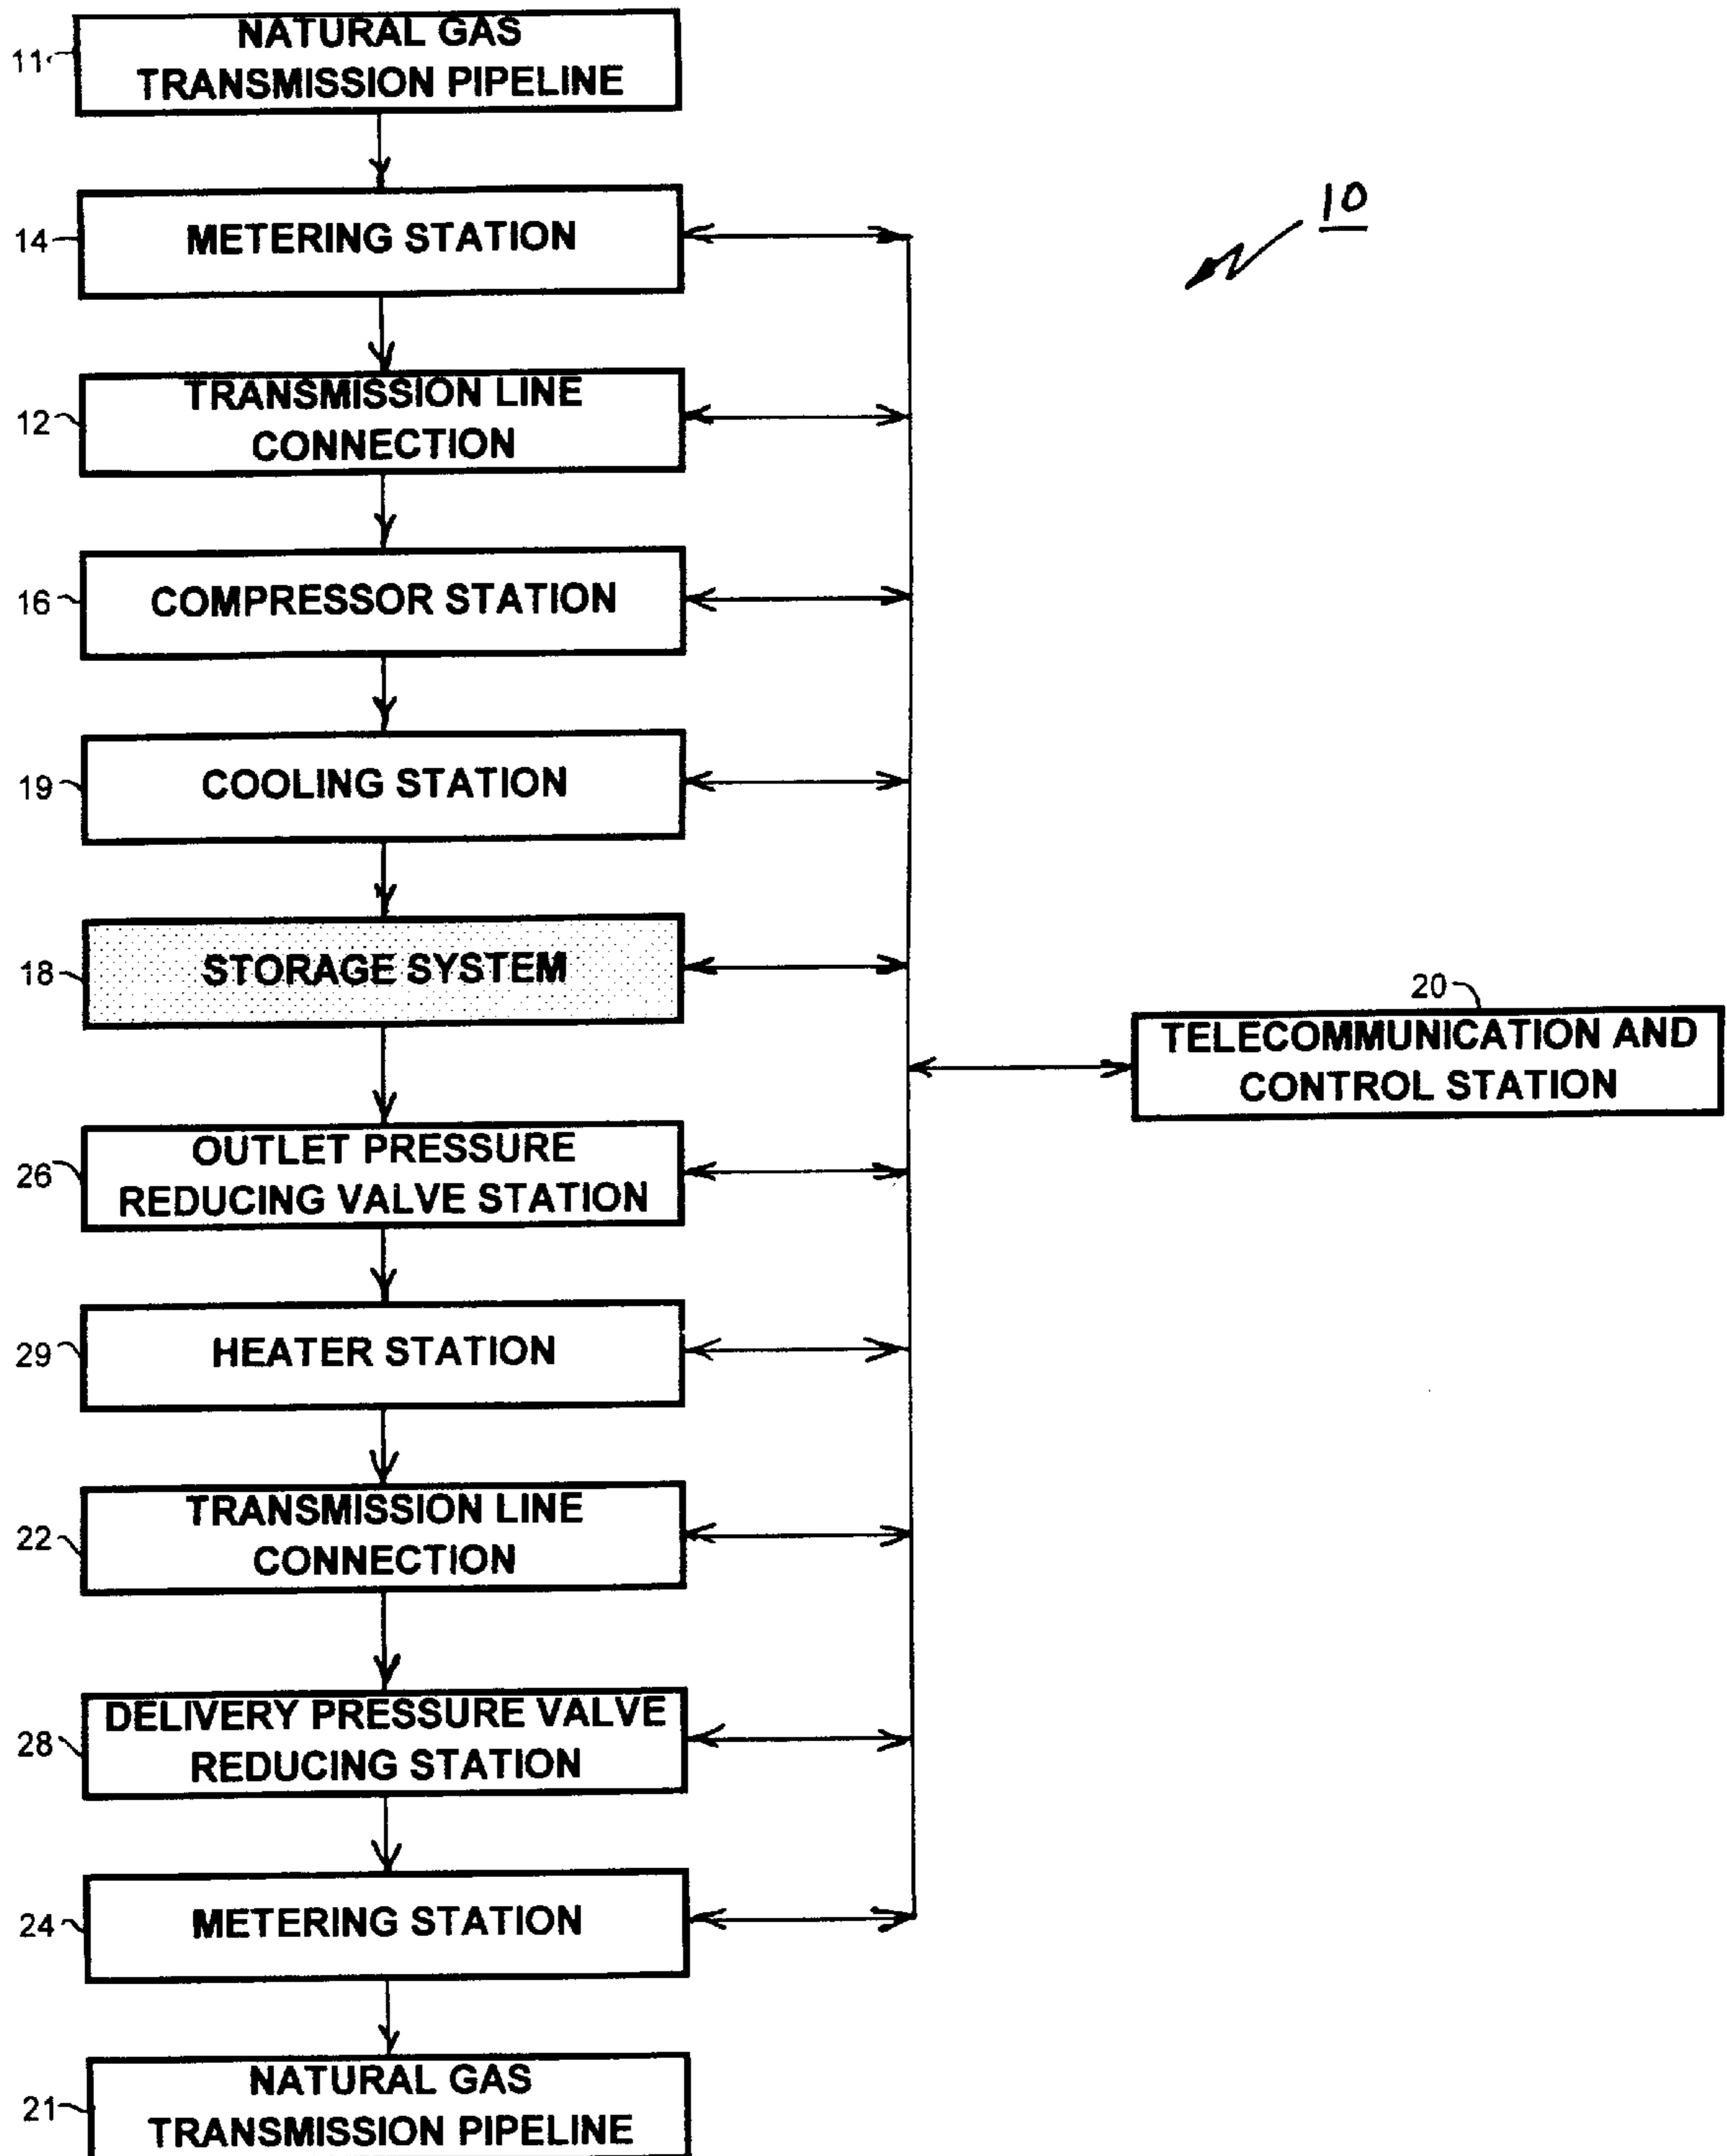 11
NATURAL GAS
TRANSMISSION PIPELINE
10
14
METERING STATION
12
TRANSMISSION LINE
CONNECTION
16
COMPRESSOR STATION
19
COOLING STATION
18
STORAGE SYSTEM
20
TELECOMMUNICATION AND
CONTROL STATION
26
OUTLET PRESSURE
REDUCING VALVE STATION
29
HEATER STATION
22
TRANSMISSION LINE
CONNECTION
28
DELIVERY PRESSURE VALVE
REDUCING STATION
24
METERING STATION
21
NATURAL GAS
TRANSMISSION PIPELINE